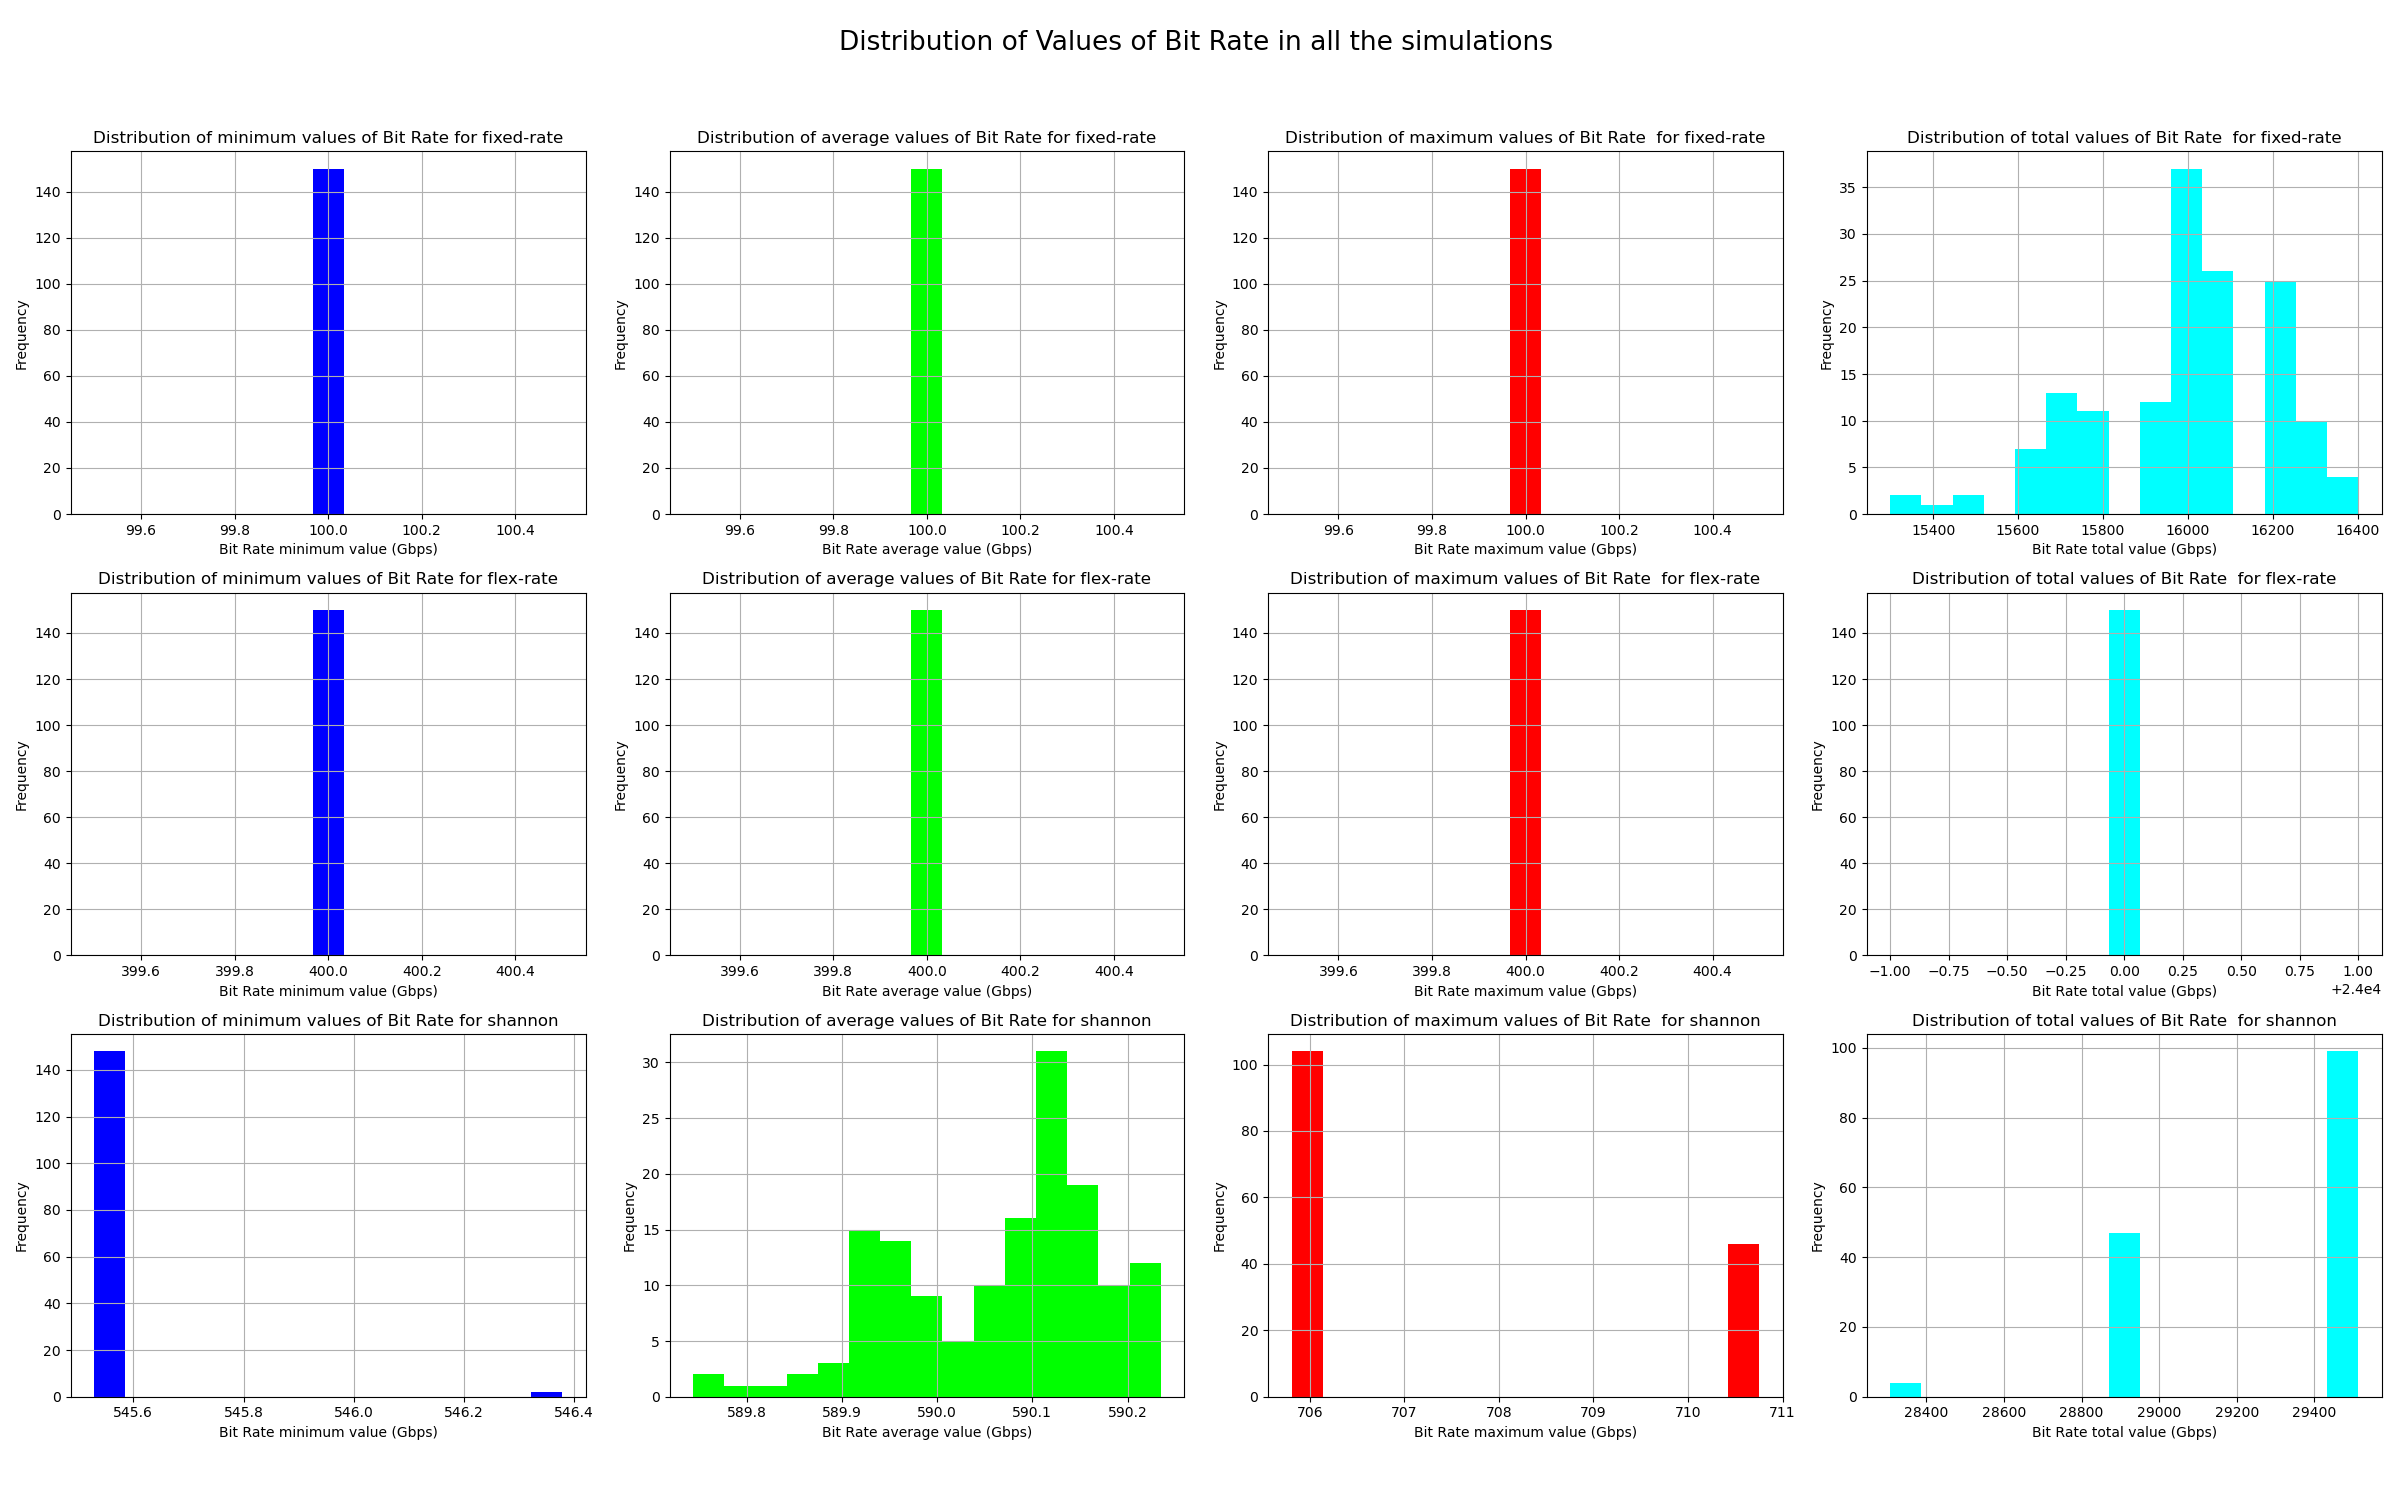 Distribution of Values of Bit Rate in all the simulations
Distribution of minimum values of Bit Rate for fixed-rate
Frequency
0 20 40 60 80 100 120 140
99.6 99.8 100.0 100.2 100.4
Bit Rate minimum value (Gbps)
Distribution of average values of Bit Rate for fixed-rate
Frequency
0 20 40 60 80 100 120 140
99.6 99.8 100.0 100.2 100.4
Bit Rate average value (Gbps)
Distribution of maximum values of Bit Rate  for fixed-rate
Frequency
0 20 40 60 80 100 120 140
99.6 99.8 100.0 100.2 100.4
Bit Rate maximum value (Gbps)
Distribution of total values of Bit Rate  for fixed-rate
Frequency
0 5 10 15 20 25 30 35
15400 15600 15800 16000 16200 16400
Bit Rate total value (Gbps)
Distribution of minimum values of Bit Rate for flex-rate
Frequency
0 20 40 60 80 100 120 140
399.6 399.8 400.0 400.2 400.4
Bit Rate minimum value (Gbps)
Distribution of average values of Bit Rate for flex-rate
Frequency
0 20 40 60 80 100 120 140
399.6 399.8 400.0 400.2 400.4
Bit Rate average value (Gbps)
Distribution of maximum values of Bit Rate  for flex-rate
Frequency
0 20 40 60 80 100 120 140
399.6 399.8 400.0 400.2 400.4
Bit Rate maximum value (Gbps)
Distribution of total values of Bit Rate  for flex-rate
Frequency
0 20 40 60 80 100 120 140
−1.00 −0.75 −0.50 −0.25 0.00 0.25 0.50 0.75 1.00
+2.4e4
Bit Rate total value (Gbps)
Distribution of minimum values of Bit Rate for shannon
Frequency
0 20 40 60 80 100 120 140
545.6 545.8 546.0 546.2 546.4
Bit Rate minimum value (Gbps)
Distribution of average values of Bit Rate for shannon
Frequency
0 5 10 15 20 25 30
589.8 589.9 590.0 590.1 590.2
Bit Rate average value (Gbps)
Distribution of maximum values of Bit Rate  for shannon
Frequency
0 20 40 60 80 100
706 707 708 709 710 711
Bit Rate maximum value (Gbps)
Distribution of total values of Bit Rate  for shannon
Frequency
0 20 40 60 80 100
28400 28600 28800 29000 29200 29400
Bit Rate total value (Gbps)